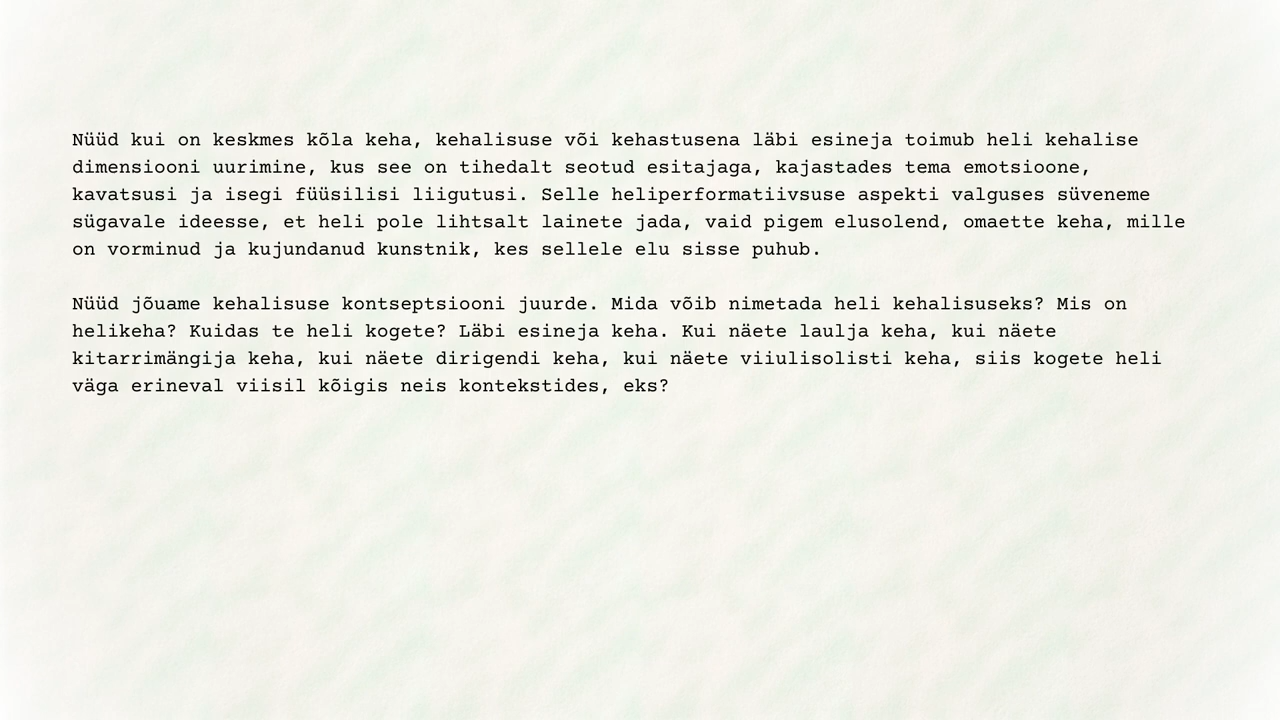 Nüüd kui on keskmes kõla keha, kehalisuse või kehastusena läbi esineja toimub heli kehalise
dimensiooni uurimine, kus see on tihedalt seotud esitajaga, kajastades tema emotsioone,
kavatsusi ja isegi füüsilisi liigutusi. Selle heliperformatiivsuse aspekti valguses süveneme
sügavale ideesse, et heli pole lihtsalt lainete jada, vaid pigem elusolend, omaette keha, mille
on vorminud ja kujundanud kunstnik, kes sellele elu sisse puhub.
Nüüd jõuame kehalisuse kontseptsiooni juurde. Mida võib nimetada heli kehalisuseks? Mis on
helikeha? Kuidas te heli kogete? Läbi esineja keha. Kui näete laulja keha, kui näete
kitarrimängija keha, kui näete dirigendi keha, kui näete viiulisolisti keha, siis kogete heli
väga erineval viisil kõigis neis kontekstides, eks?